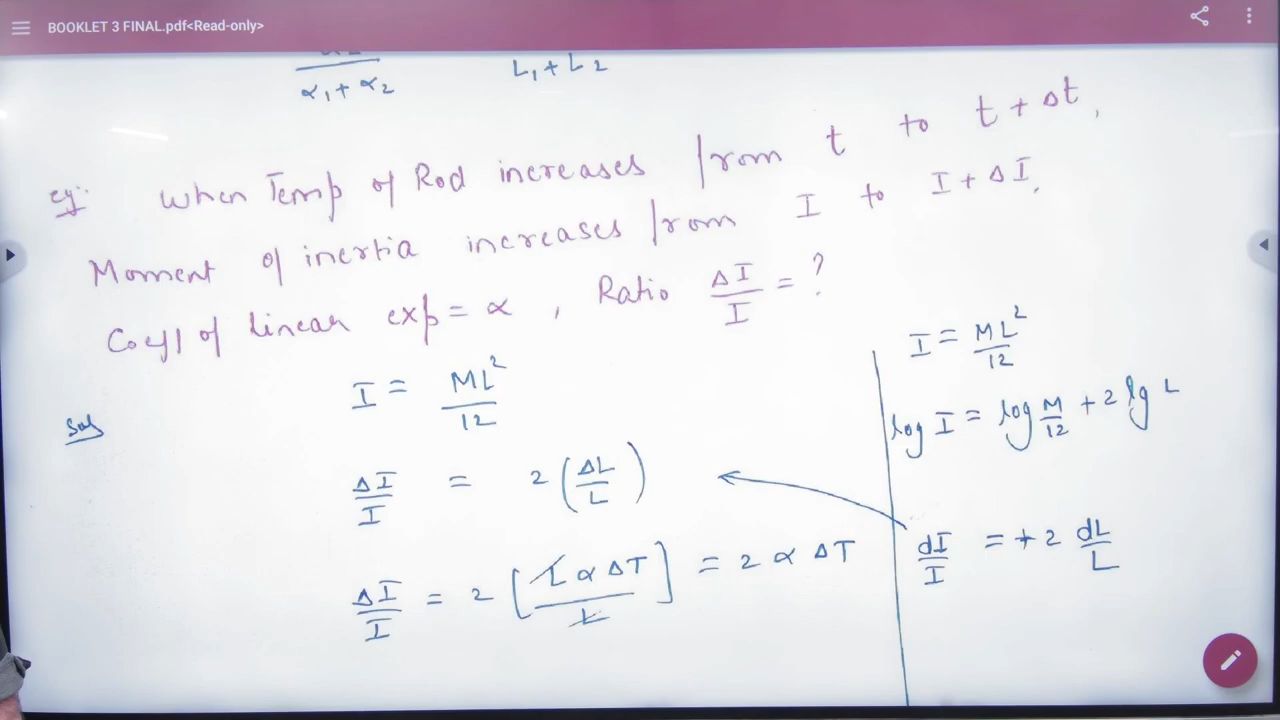 BOOKLET 3 FINAL.pdf<Read-only>
α₁ + α₂ L₁ + L₂
eg:- When Temp of Rod increases from t to t + Δt,
Moment of inertia increases from I to I + ΔI,
Coeff of linear exp = α , Ratio ΔI/I = ?
Sol I = ML²/12
ΔI/I = 2 (ΔL/L)
ΔI/I = 2 [L α ΔT / L] = 2 α ΔT
I = ML²/12
log I = log M/12 + 2 lg L
dI/I = + 2 dL/L